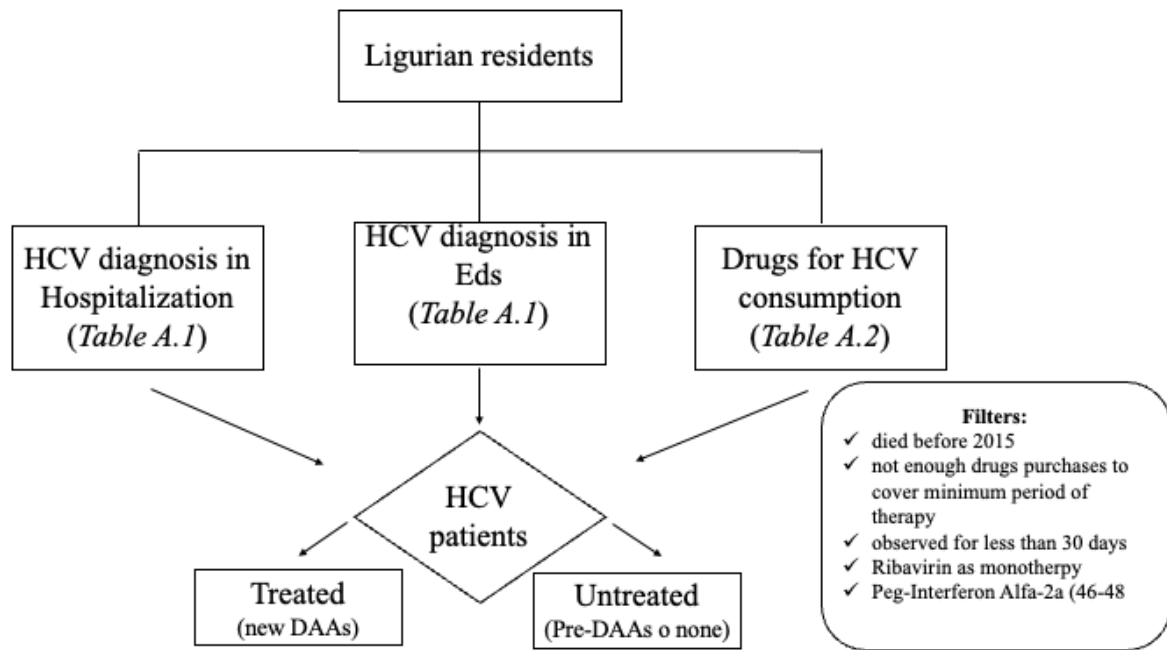 Ligurian residents
HCV diagnosis in
Hospitalization
(Table A.1)
HCV diagnosis in
Eds
(Table A.1)
Drugs for HCV
consumption
(Table A.2)
Filters:
✓ died before 2015
✓ not enough drugs purchases to
cover minimum period of
therapy
✓ observed for less than 30 days
✓ Ribavirin as monotherpy
✓ Peg-Interferon Alfa-2a (46-48
HCV
patients
Treated
(new DAAs)
Untreated
(Pre-DAAs o none)